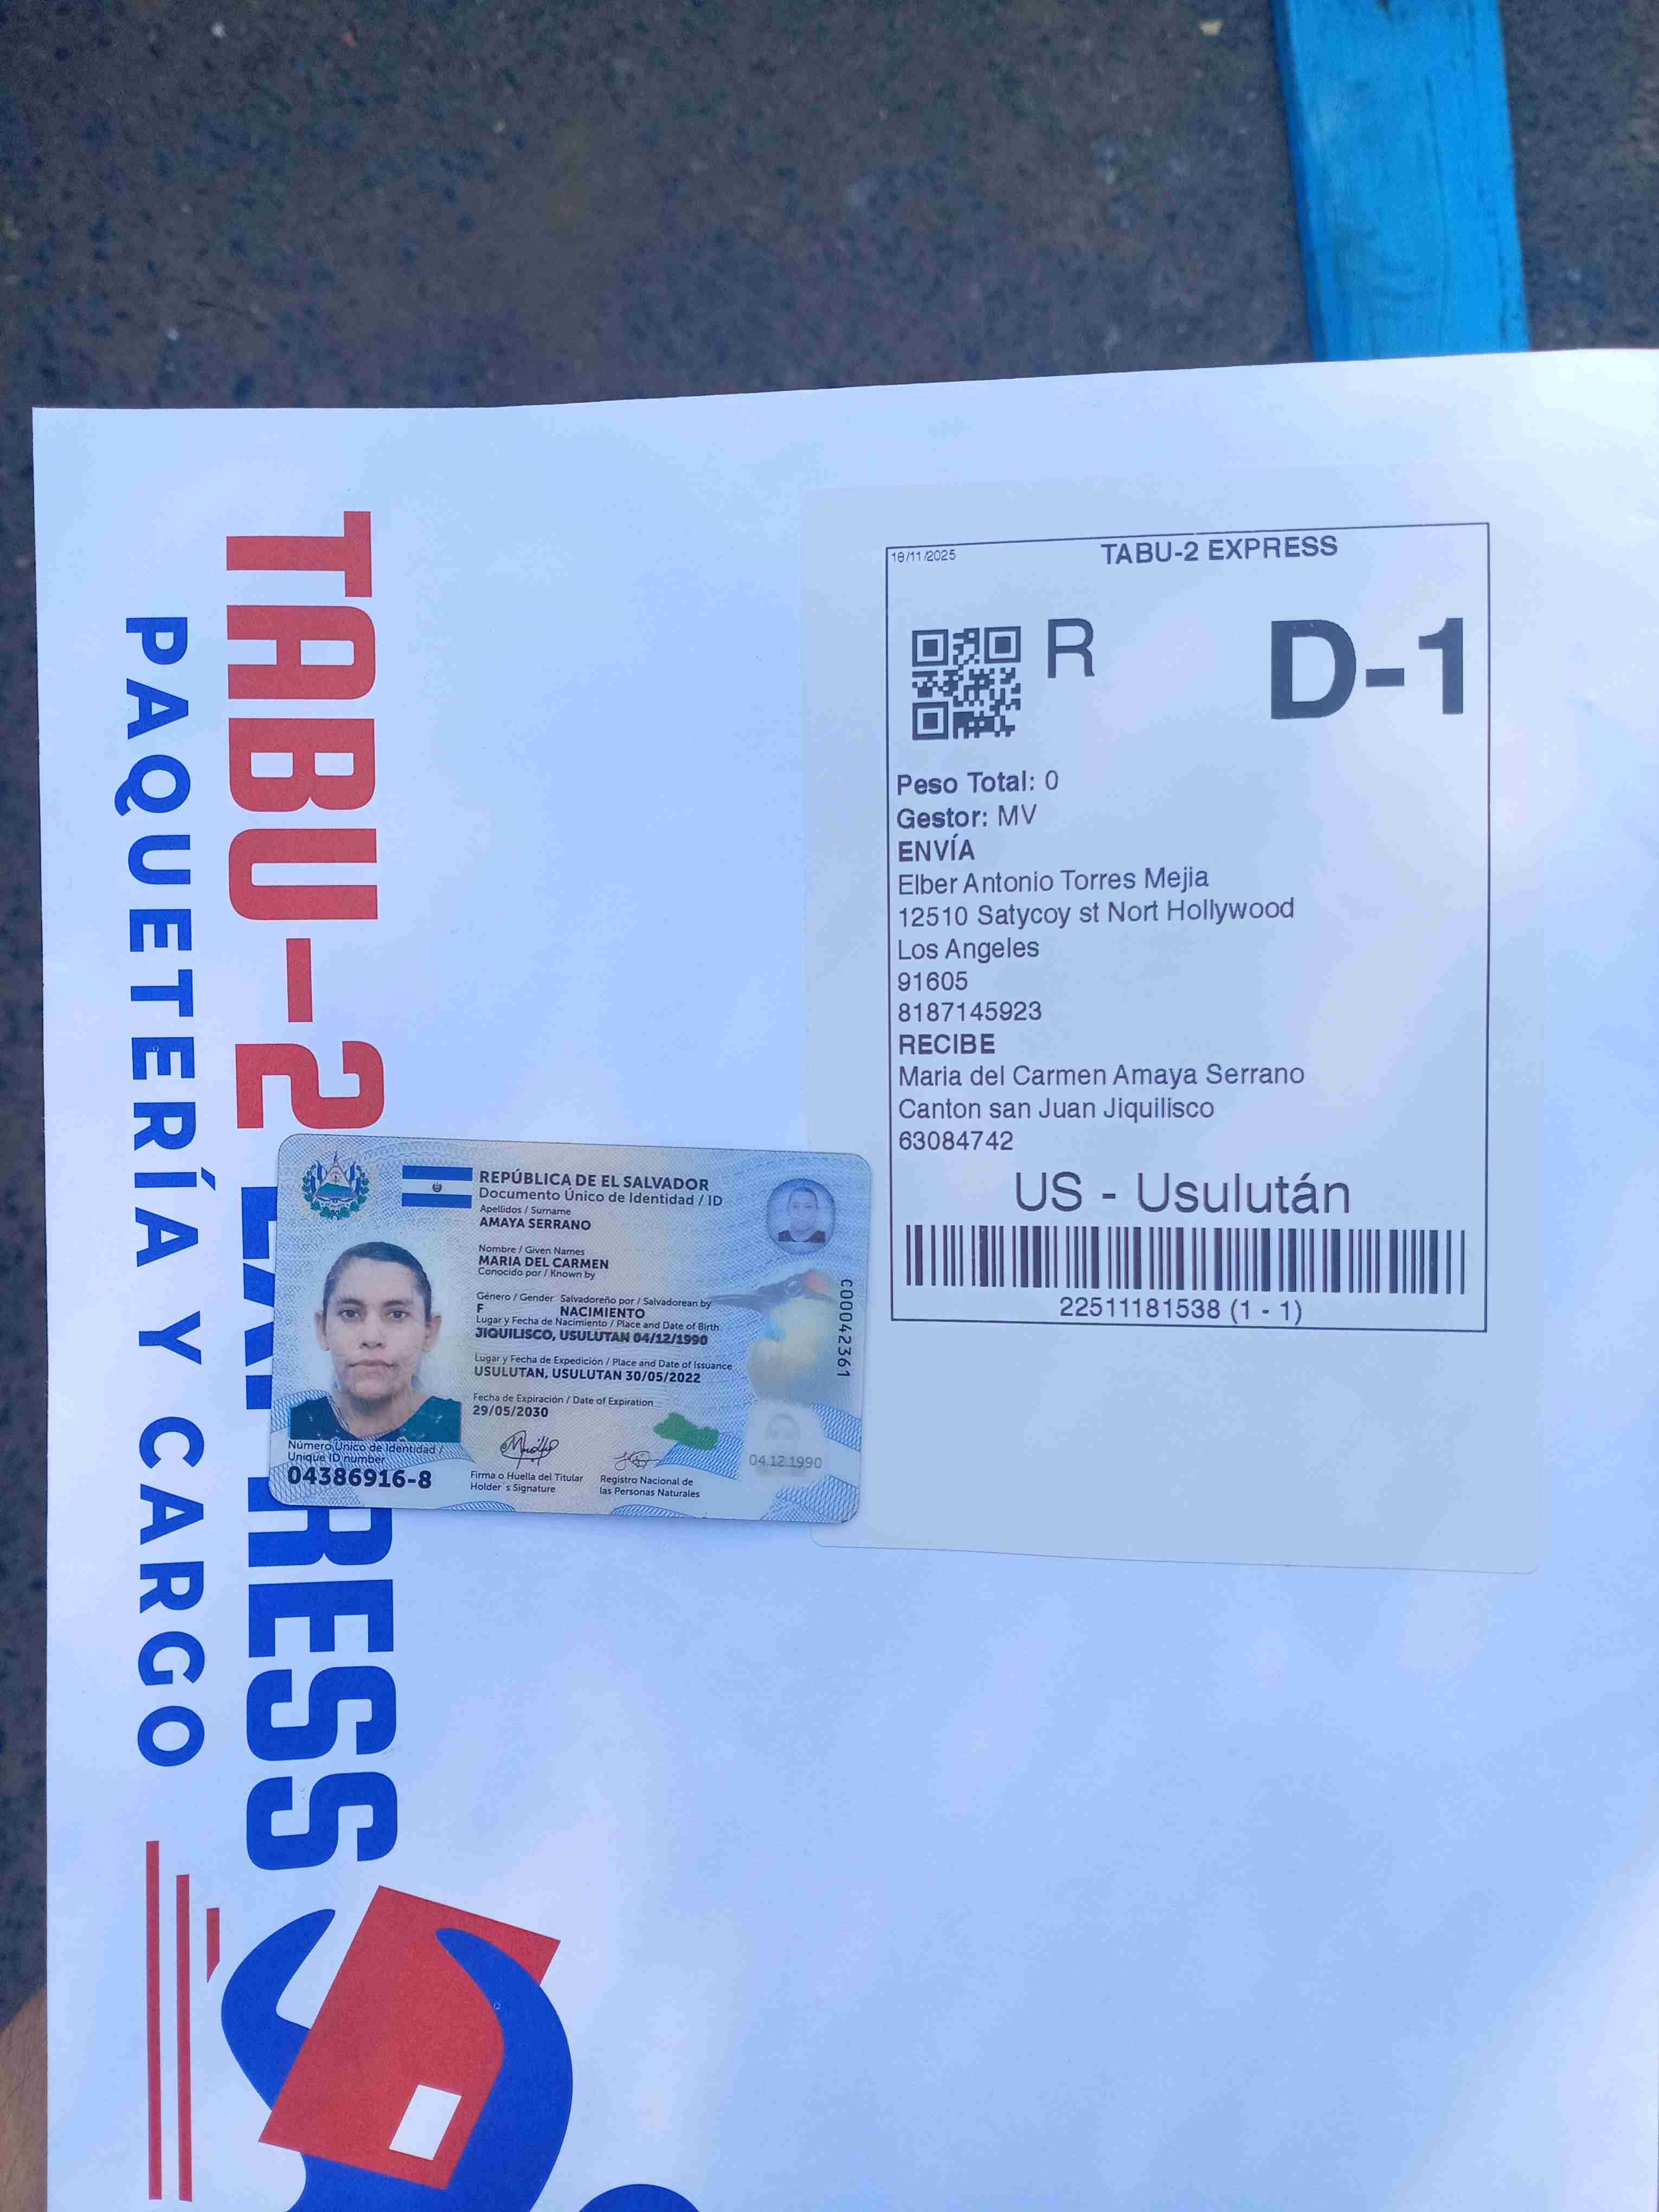 TABU-2 EXPRESS
PAQUETERÍA Y CARGO
18/11/2025
TABU-2 EXPRESS
R
D-1
Peso Total: 0
Gestor: MV
ENVÍA
Elber Antonio Torres Mejia
12510 Satycoy st Nort Hollywood
Los Angeles
91605
8187145923
RECIBE
Maria del Carmen Amaya Serrano
Canton san Juan Jiquilisco
63084742
US - Usulután
22511181538 (1 - 1)
REPÚBLICA DE EL SALVADOR
Documento Único de Identidad / ID
Apellidos / Surname
AMAYA SERRANO
Nombre / Given Names
MARIA DEL CARMEN
Conocido por / Known by
Género / Gender Salvadoreño por / Salvadorean by
F NACIMIENTO
Lugar y Fecha de Nacimiento / Place and Date of Birth
JIQUILISCO, USULUTAN 04/12/1990
Lugar y Fecha de Expedición / Place and Date of Issuance
USULUTAN, USULUTAN 30/05/2022
Fecha de Expiración / Date of Expiration
29/05/2030
Número Único de Identidad /
Unique ID number
04386916-8
Firma o Huella del Titular
Holder´s Signature
Registro Nacional de
las Personas Naturales
04.12.1990
C00042361